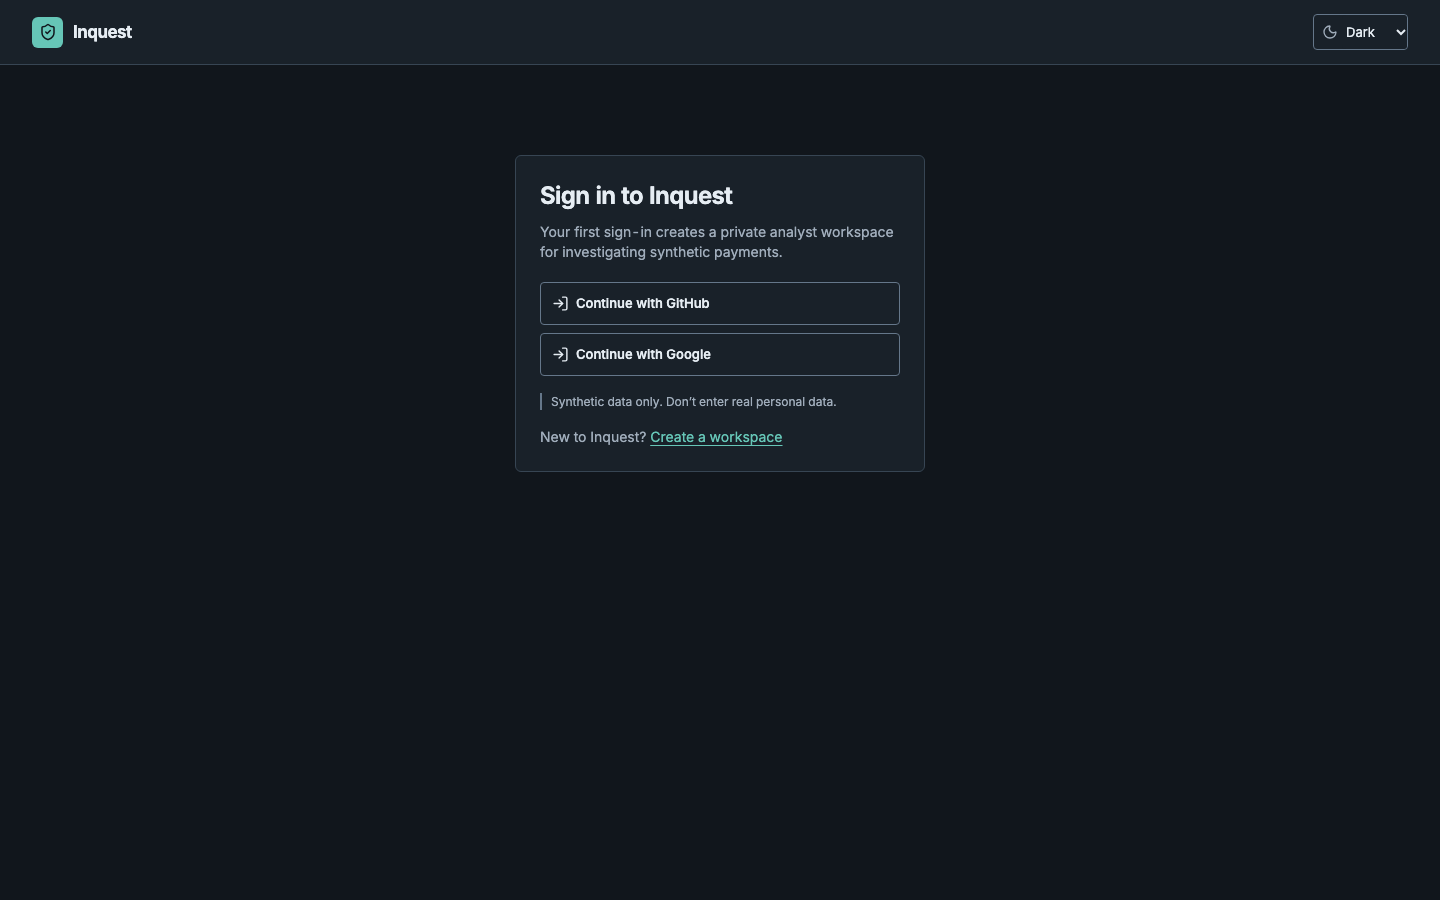 Inquest
Dark
Sign in to Inquest
Your first sign-in creates a private analyst workspace
for investigating synthetic payments.
Continue with GitHub
Continue with Google
Synthetic data only. Don’t enter real personal data.
New to Inquest? Create a workspace